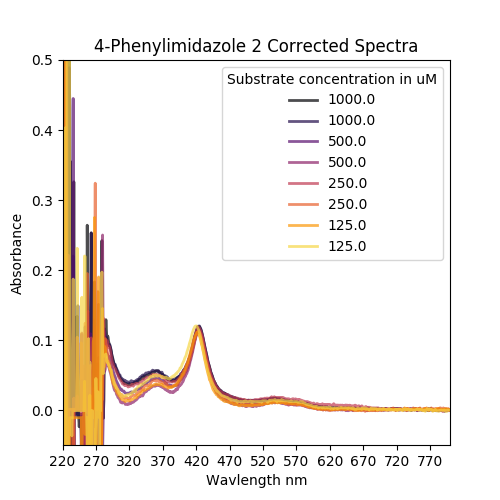 4-Phenylimidazole 2 Corrected Spectra
0.5
0.4
0.3
0.2
0.1
0.0
Absorbance
Substrate concentration in uM
1000.0
1000.0
500.0
500.0
250.0
250.0
125.0
125.0
220 270 320 370 420 470 520 570 620 670 720 770
Wavlength nm